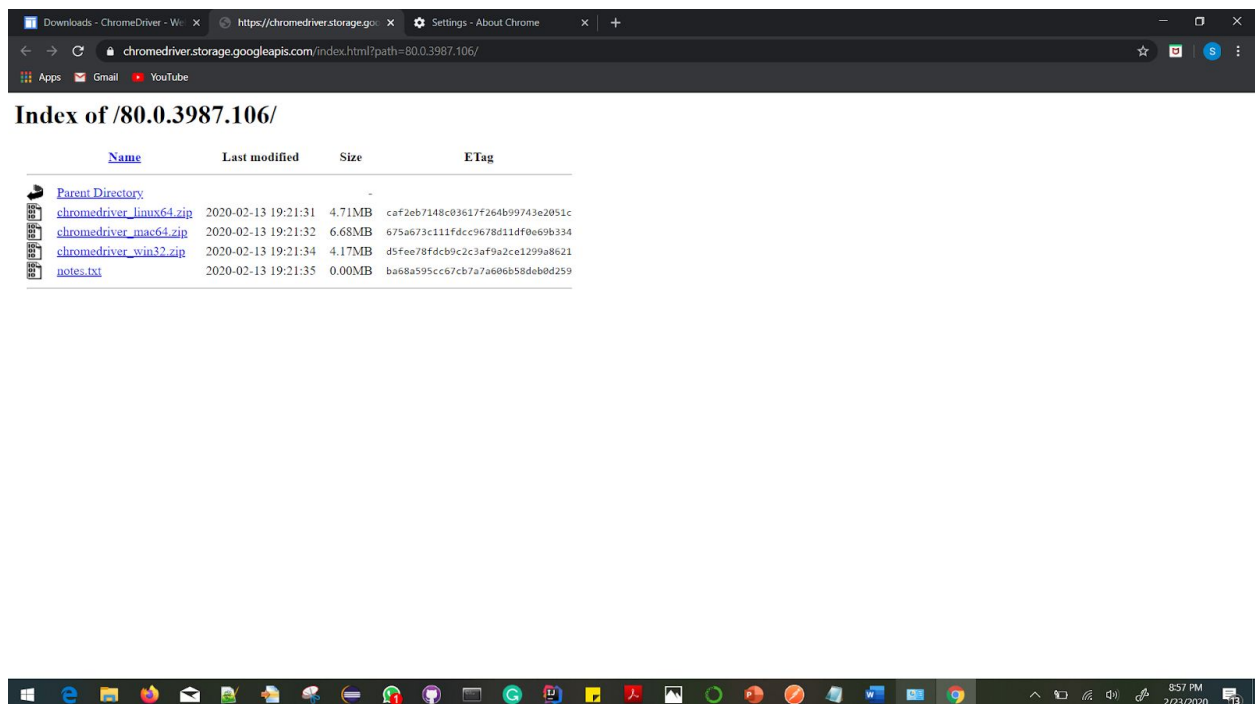 Downloads - ChromeDriver - We
https://chromedriver.storage.goo
Settings - About Chrome
chromedriver.storage.googleapis.com/index.html?path=80.0.3987.106/
S
Apps Gmail YouTube
Index of /80.0.3987.106/
Name Last modified Size ETag
Parent Directory -
chromedriver_linux64.zip 2020-02-13 19:21:31 4.71MB caf2eb7148c03617f264b99743e2051c
chromedriver_mac64.zip 2020-02-13 19:21:32 6.68MB 675a673c111fdcc9678d11df0e69b334
chromedriver_win32.zip 2020-02-13 19:21:34 4.17MB d5fee78fdcb9c2c3af9a2ce1299a8621
notes.txt 2020-02-13 19:21:35 0.00MB ba68a595cc67cb7a7a606b58deb0d259
8:57 PM
2/23/2020
13